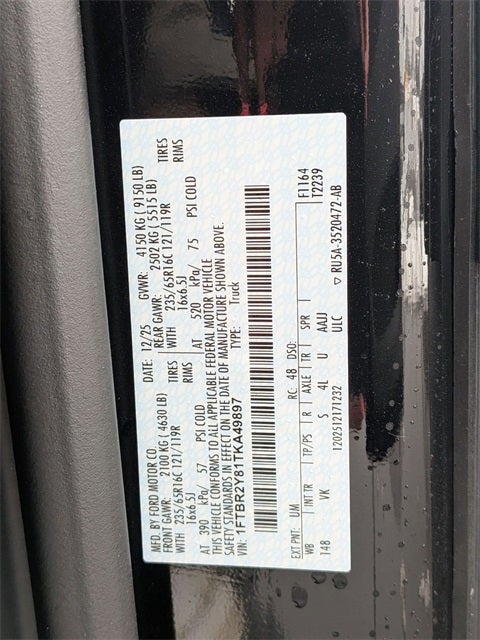 MFD. BY FORD MOTOR CO.
DATE: 12/25 GVWR: 4150 KG ( 9150 LB)
FRONT GAWR: 2100 KG ( 4630 LB) REAR GAWR: 2502 KG ( 5515 LB)
WITH 235/65R16C 121/119R TIRES WITH 235/65R16C 121/119R TIRES
16x6.5J RIMS 16x6.5J RIMS
AT 390 kPa/ 57 PSI COLD AT 520 kPa/ 75 PSI COLD
THIS VEHICLE CONFORMS TO ALL APPLICABLE FEDERAL MOTOR VEHICLE
SAFETY STANDARDS IN EFFECT ON THE DATE OF MANUFACTURE SHOWN ABOVE.
VIN: 1FTBR2Y81TKA49897 TYPE: Truck
EXT PNT: UM RC: 48 DSO: F1164
WB INT TR TP/PS R AXLE TR SPR T2239
148 VK S 4L U AAJJ
1202512171232 ULC ▽ RU5A-3520472-AB